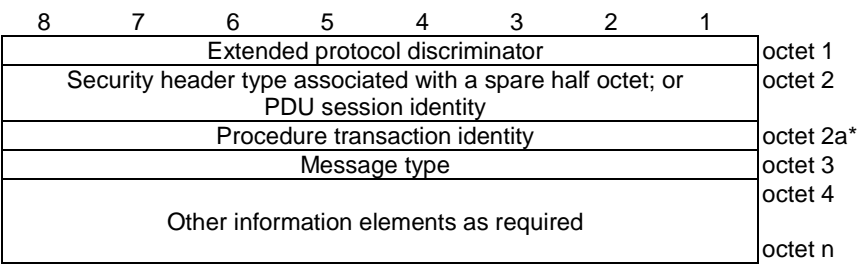 8 7 6 5 4 3 2 1
Extended protocol discriminator octet 1
Security header type associated with a spare half octet; or octet 2
PDU session identity
Procedure transaction identity octet 2a*
Message type octet 3
octet 4
Other information elements as required
octet n